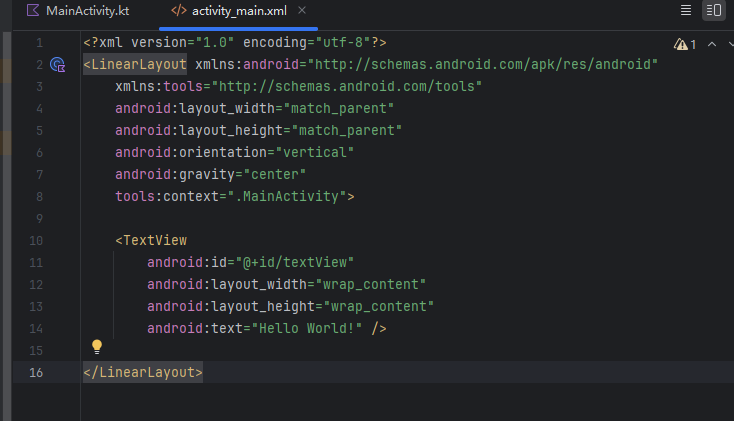 MainActivity.kt
activity_main.xml
1
1 <?xml version="1.0" encoding="utf-8"?>
2 <LinearLayout xmlns:android="http://schemas.android.com/apk/res/android"
3     xmlns:tools="http://schemas.android.com/tools"
4     android:layout_width="match_parent"
5     android:layout_height="match_parent"
6     android:orientation="vertical"
7     android:gravity="center"
8     tools:context=".MainActivity">
9
10     <TextView
11         android:id="@+id/textView"
12         android:layout_width="wrap_content"
13         android:layout_height="wrap_content"
14         android:text="Hello World!" />
15
16 </LinearLayout>